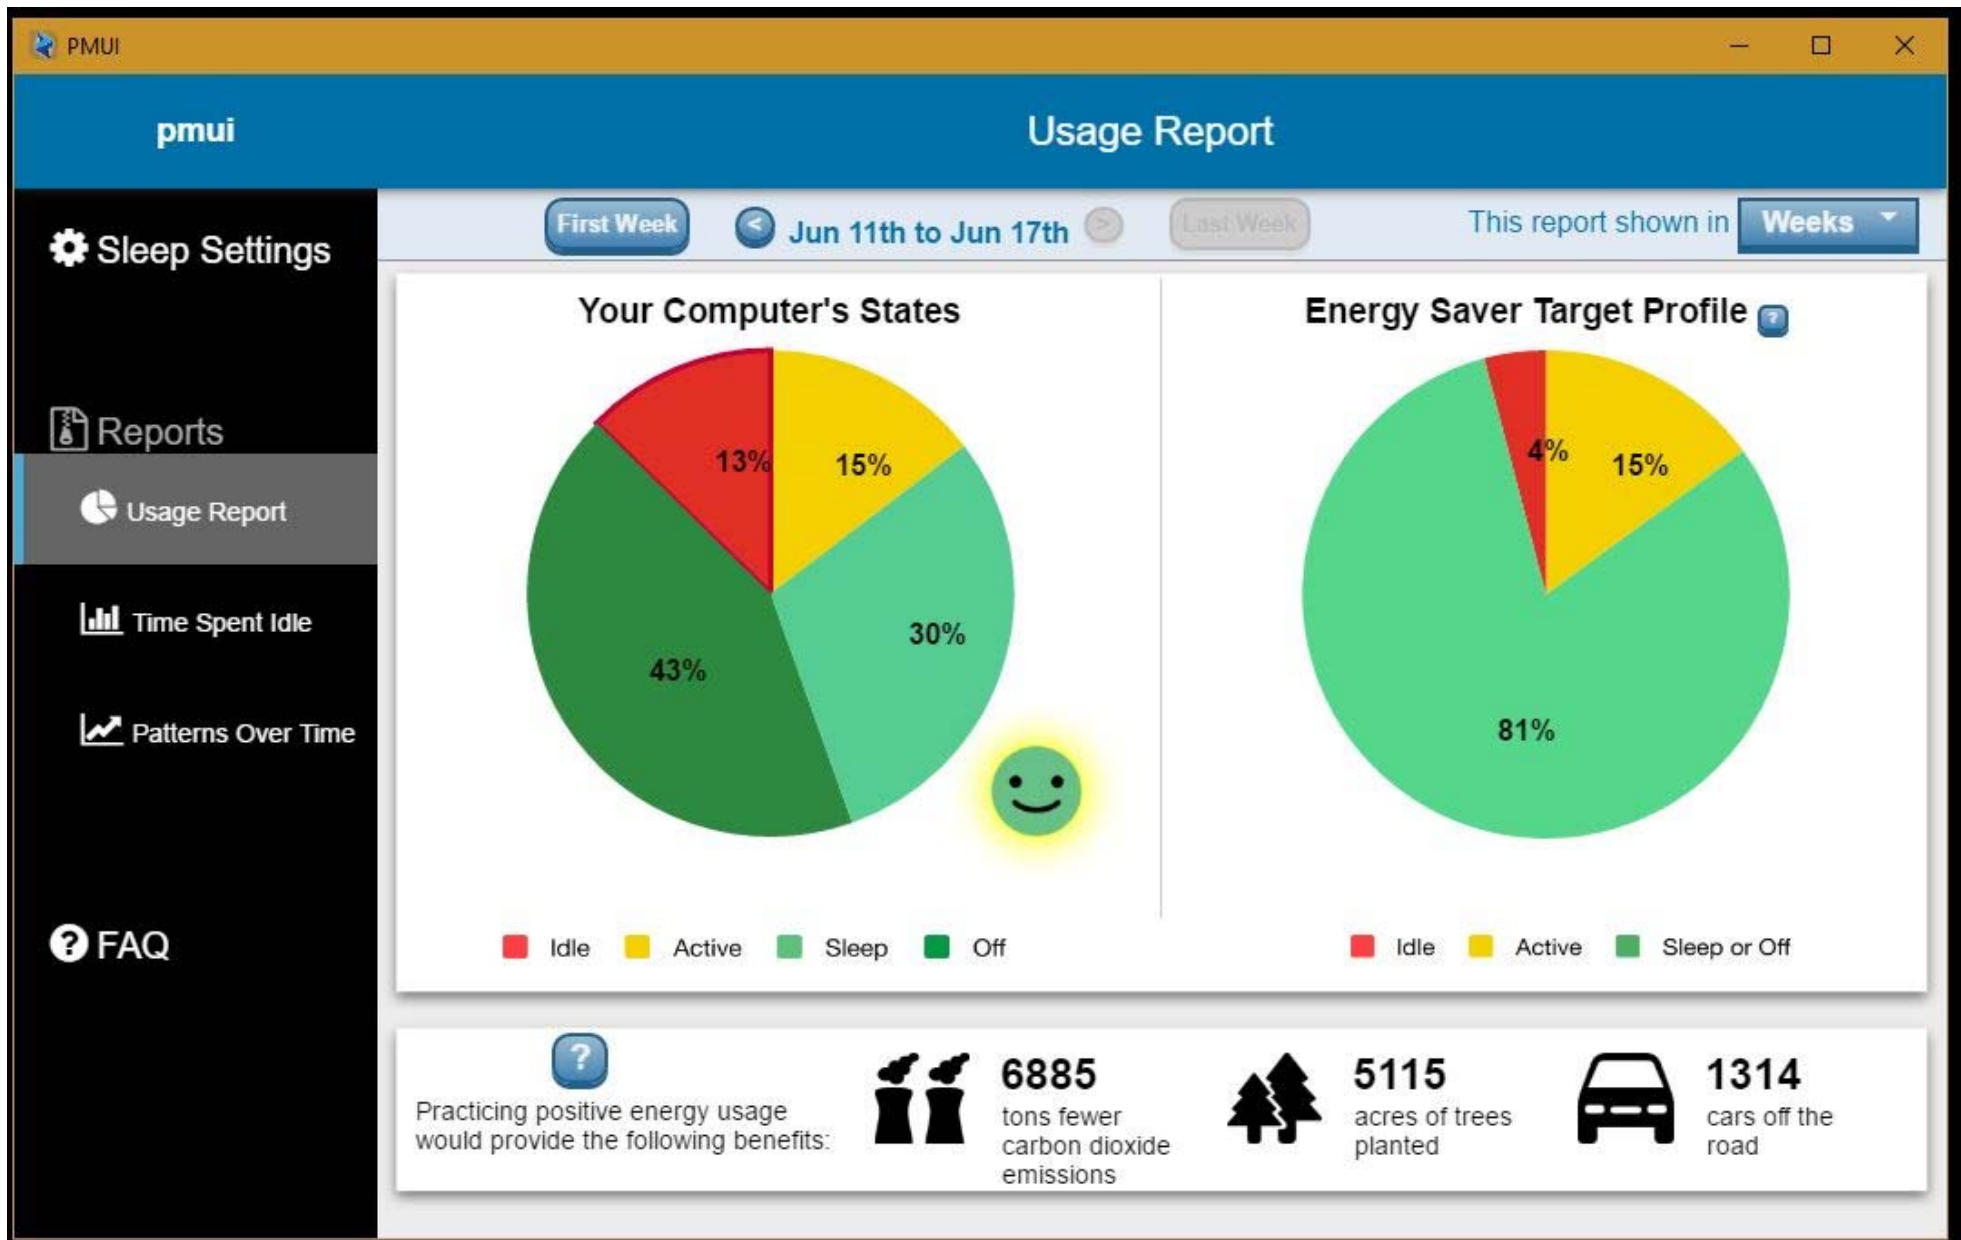 PMUI
pmui
Usage Report
Sleep Settings
Reports
Usage Report
Time Spent Idle
Patterns Over Time
FAQ
First Week
<
Jun 11th to Jun 17th
>
Last Week
This report shown in
Weeks
Your Computer's States
13%
15%
30%
43%
Idle
Active
Sleep
Off
Energy Saver Target Profile ?
4%
15%
81%
Idle
Active
Sleep or Off
?
Practicing positive energy usage
would provide the following benefits:
6885
tons fewer
carbon dioxide
emissions
5115
acres of trees
planted
1314
cars off the
road